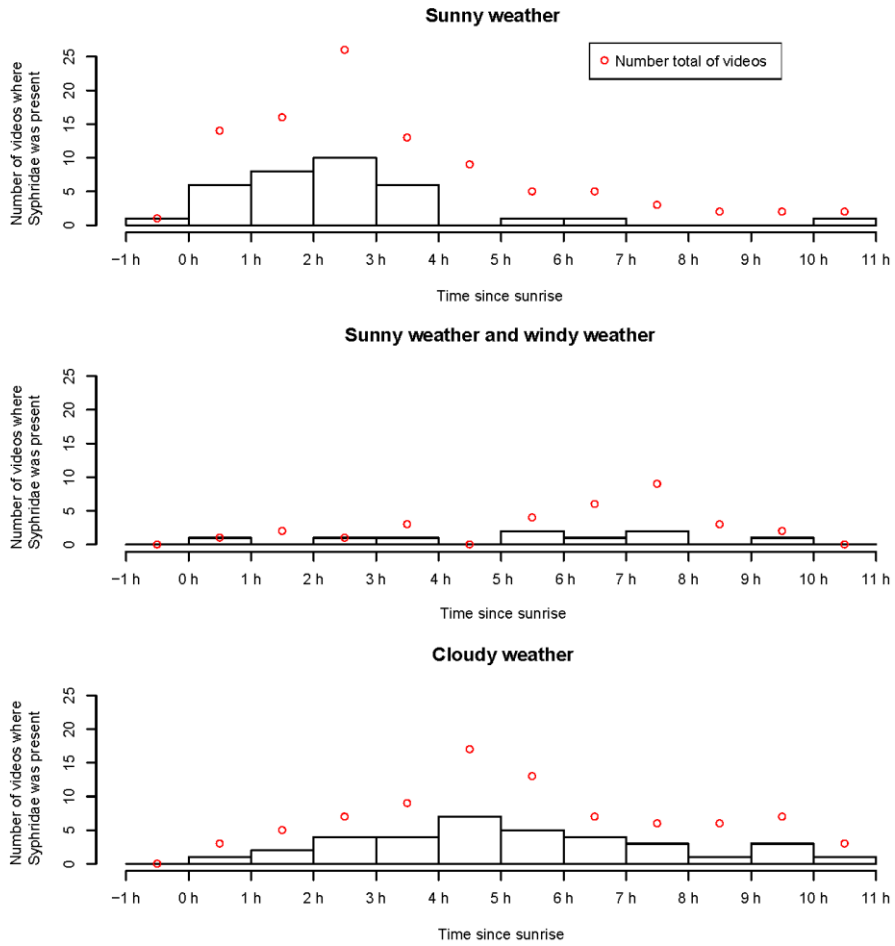 Sunny weather
Number total of videos
Number of videos where
Syphridae was present
25
20
15
10
5
0
−1 h 0 h 1 h 2 h 3 h 4 h 5 h 6 h 7 h 8 h 9 h 10 h 11 h
Time since sunrise
Sunny weather and windy weather
Number of videos where
Syphridae was present
25
20
15
10
5
0
−1 h 0 h 1 h 2 h 3 h 4 h 5 h 6 h 7 h 8 h 9 h 10 h 11 h
Time since sunrise
Cloudy weather
Number of videos where
Syphridae was present
25
20
15
10
5
0
−1 h 0 h 1 h 2 h 3 h 4 h 5 h 6 h 7 h 8 h 9 h 10 h 11 h
Time since sunrise